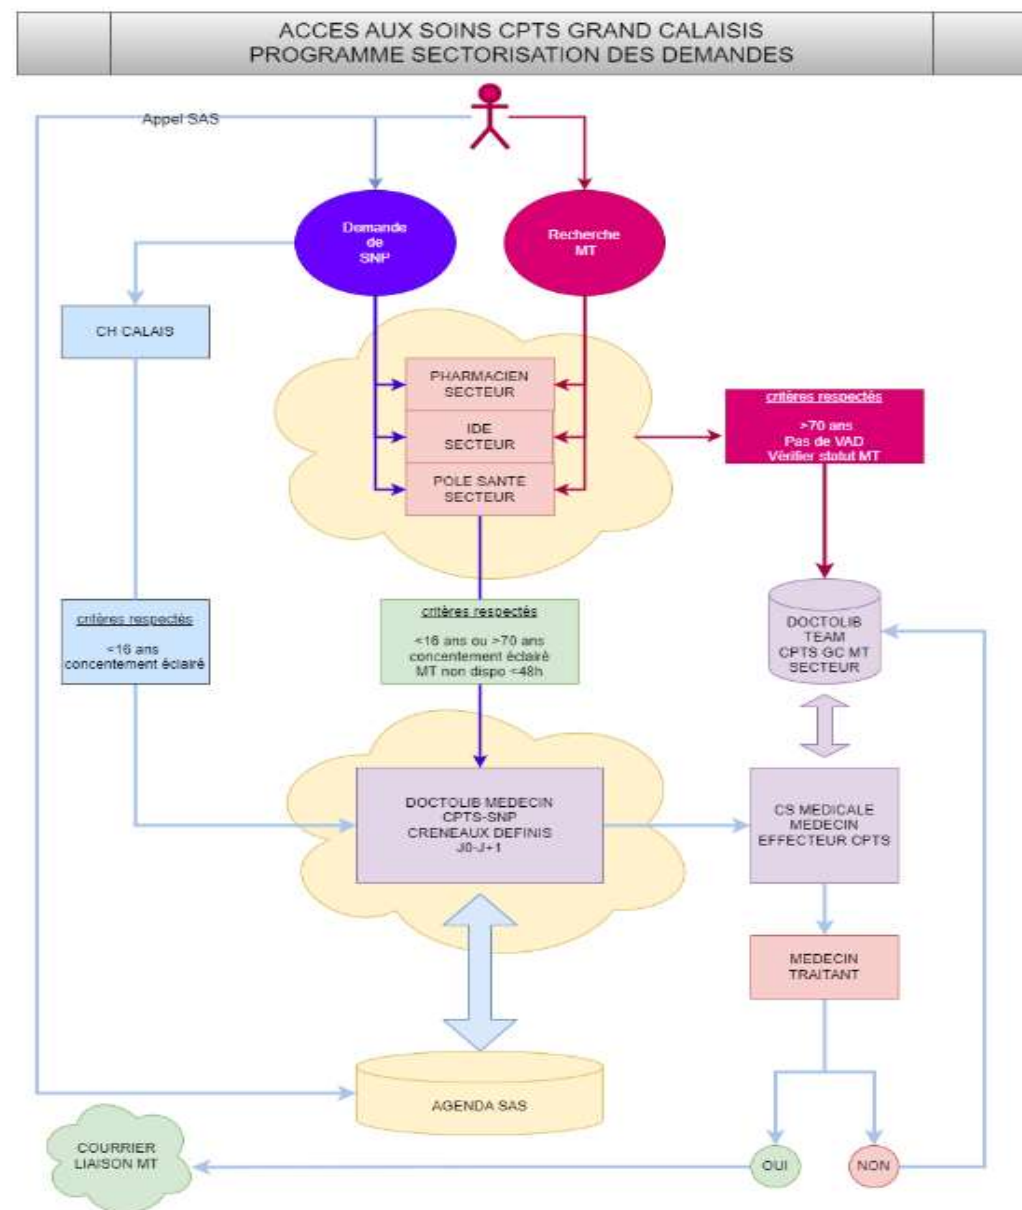 ACCES AUX SOINS CPTS GRAND CALAISIS
PROGRAMME SECTORISATION DES DEMANDES
Appel SAS
Demande
de
SNP
Recherche
MT
CH CALAIS
PHARMACIEN
SECTEUR
IDE
SECTEUR
POLE SANTE
SECTEUR
critères respectés
>70 ans
Pas de VAD
Vérifier statut MT
critères respectés
<16 ans
concentement éclairé
critères respectés
<16 ans ou >70 ans
concentement éclairé
MT non dispo <48h
DOCTOLIB
TEAM
CPTS GC MT
SECTEUR
DOCTOLIB MEDECIN
CPTS-SNP
CRENEAUX DEFINIS
J0-J+1
CS MEDICALE
MEDECIN
EFFECTEUR CPTS
MEDECIN
TRAITANT
AGENDA SAS
COURRIER
LIAISON MT
OUI
NON